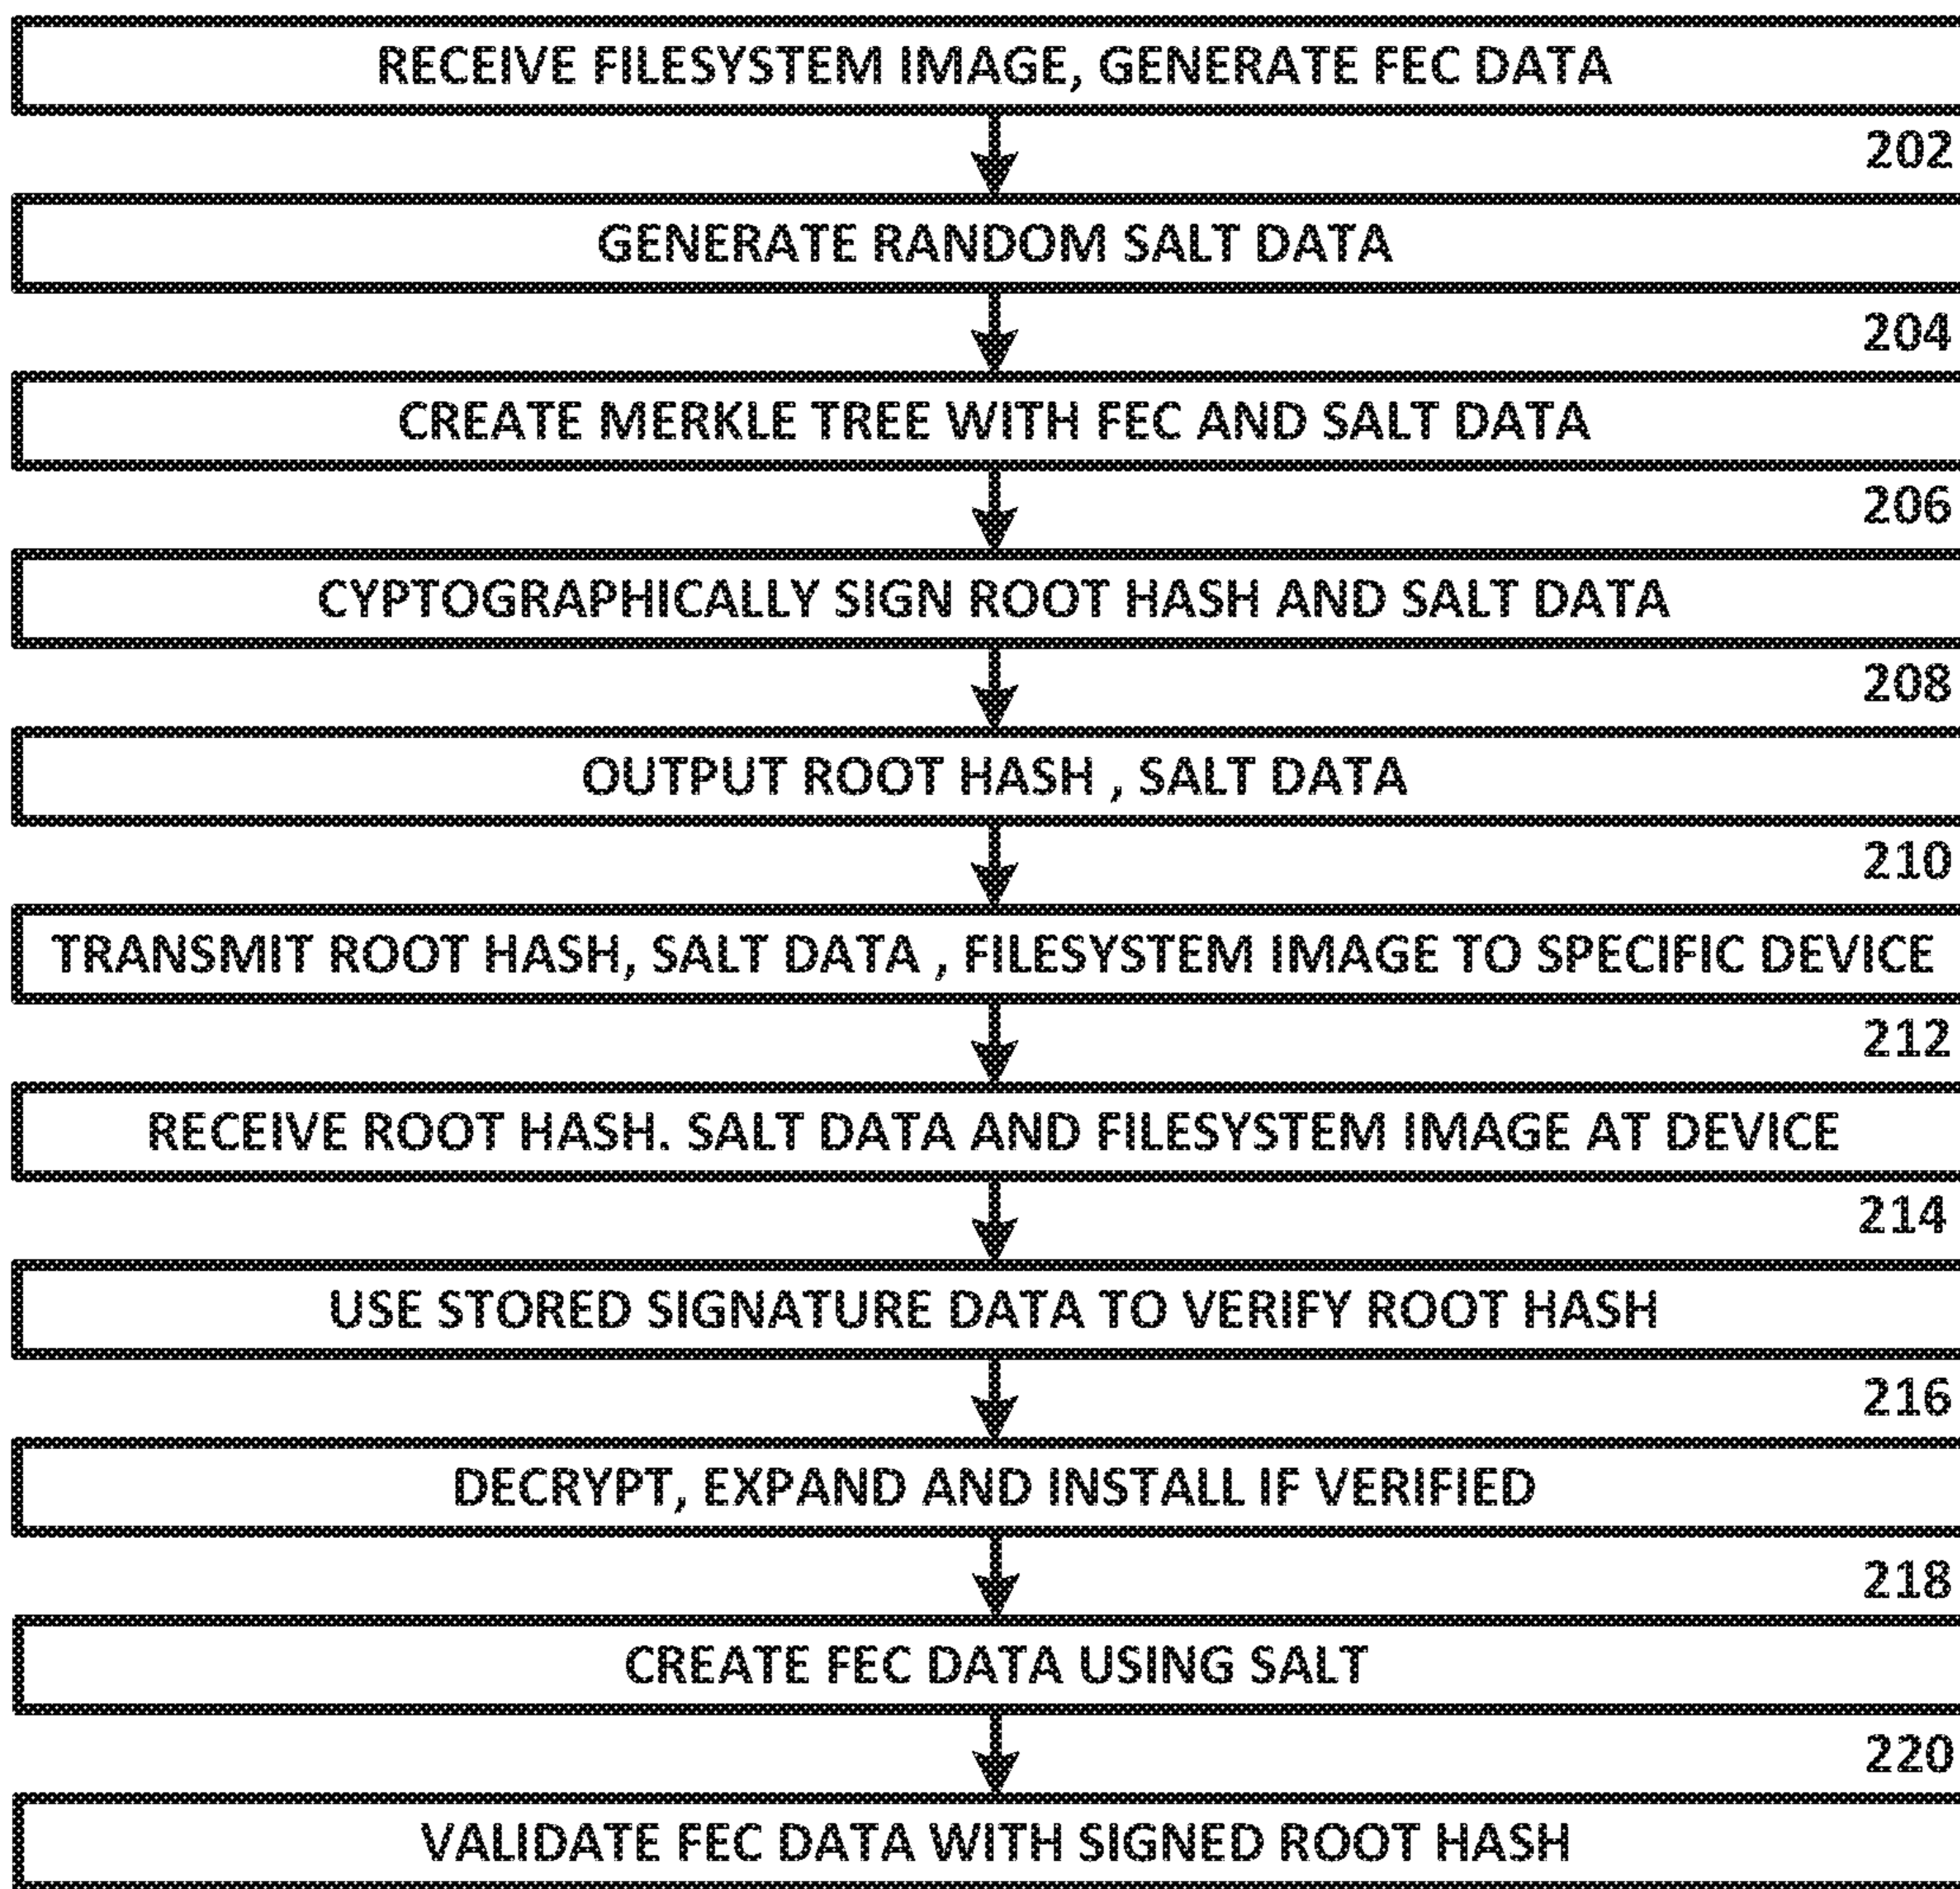 RECEIVE FILESYSTEM IMAGE, GENERATE FEC DATA
202
GENERATE RANDOM SALT DATA
204
CREATE MERKLE TREE WITH FEC AND SALT DATA
206
CYPTOGRAPHICALLY SIGN ROOT HASH AND SALT DATA
208
OUTPUT ROOT HASH , SALT DATA
210
TRANSMIT ROOT HASH, SALT DATA , FILESYSTEM IMAGE TO SPECIFIC DEVICE
212
RECEIVE ROOT HASH. SALT DATA AND FILESYSTEM IMAGE AT DEVICE
214
USE STORED SIGNATURE DATA TO VERIFY ROOT HASH
216
DECRYPT, EXPAND AND INSTALL IF VERIFIED
218
CREATE FEC DATA USING SALT
220
VALIDATE FEC DATA WITH SIGNED ROOT HASH